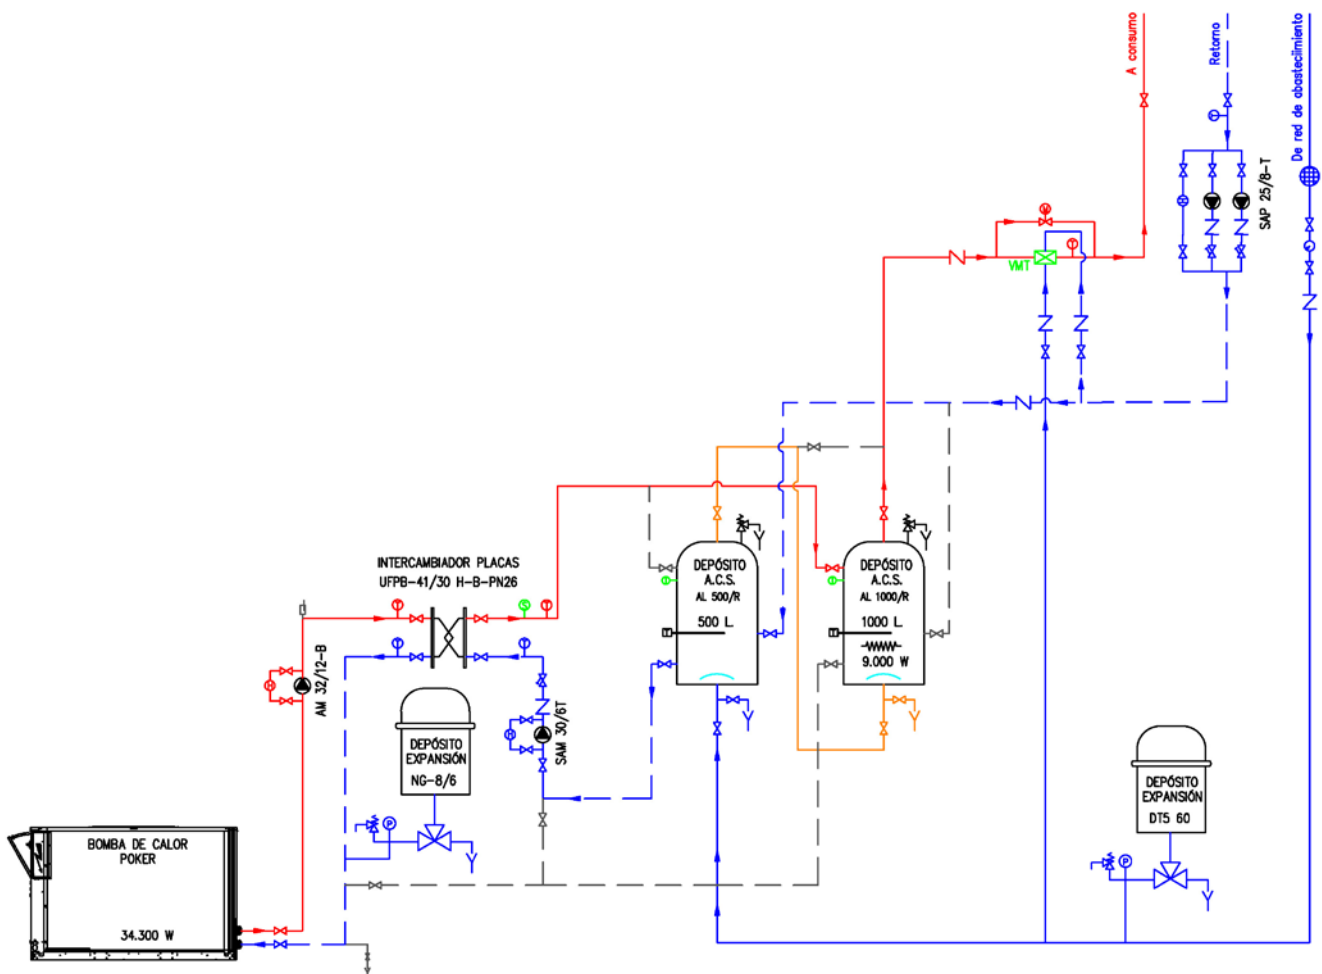 A consumo
Retorno
De red de abasteciimiento
SAP 25/8-T
M
T
T
H
VMT
INTERCAMBIADOR PLACAS
UFPB-41/30 H-B-PN26
T
S
T
T
T
AM 32/12-B
H
DEPÓSITO
A.C.S.
AL 500/R
500 L
T
DEPÓSITO
A.C.S.
AL 1000/R
1000 L
9.000 W
T
DEPÓSITO
EXPANSIÓN
NG-8/6
P
H
SAM 30/6T
DEPÓSITO
EXPANSIÓN
DT5 60
P
BOMBA DE CALOR
POKER
34.300 W